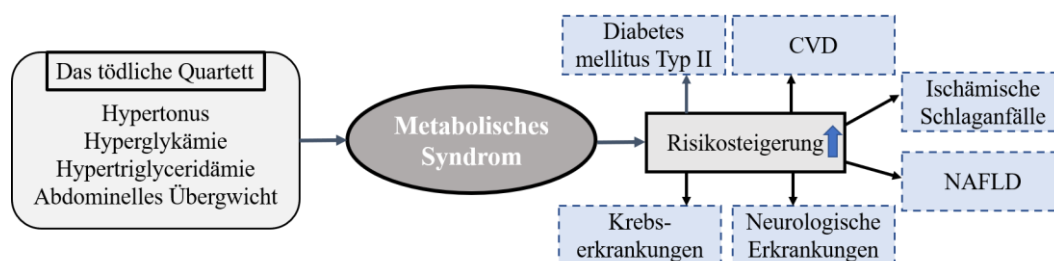 Das tödliche Quartett
Hypertonus
Hyperglykämie
Hypertriglyceridämie
Abdominelles Übergwicht
Metabolisches
Syndrom
Risikosteigerung
Diabetes
mellitus Typ II
CVD
Ischämische
Schlaganfälle
NAFLD
Krebs-
erkrankungen
Neurologische
Erkrankungen